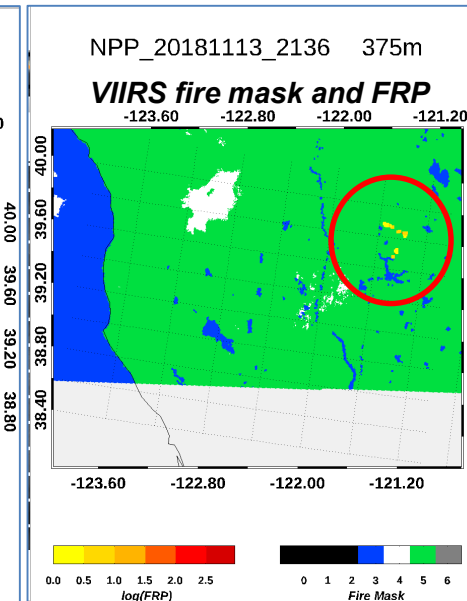 NPP_20181113_2136 375m
VIIRS fire mask and FRP
-123.60 -122.80 -122.00 -121.20
40.00
39.60
39.20
38.80
38.40
0
40.00
39.60
39.20
38.80
-123.60 -122.80 -122.00 -121.20
0.0 0.5 1.0 1.5 2.0 2.5
log(FRP)
0 1 2 3 4 5 6
Fire Mask